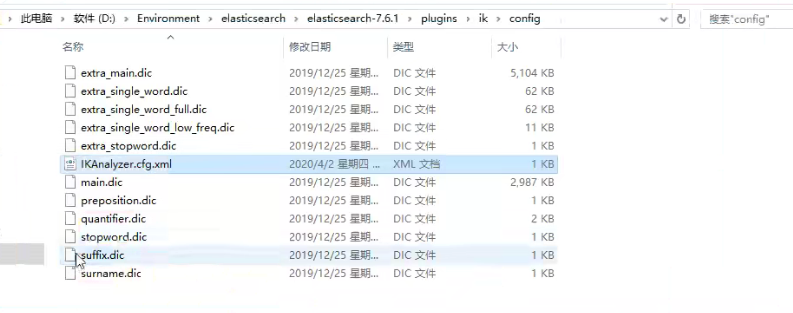 > 此电脑 > 软件 (D:) > Environment > elasticsearch > elasticsearch-7.6.1 > plugins > ik > config 搜索"config"
名称 修改日期 类型 大小
extra_main.dic 2019/12/25 星期... DIC 文件 5,104 KB
extra_single_word.dic 2019/12/25 星期... DIC 文件 62 KB
extra_single_word_full.dic 2019/12/25 星期... DIC 文件 62 KB
extra_single_word_low_freq.dic 2019/12/25 星期... DIC 文件 11 KB
extra_stopword.dic 2019/12/25 星期... DIC 文件 1 KB
IKAnalyzer.cfg.xml 2020/4/2 星期四 ... XML 文档 1 KB
main.dic 2019/12/25 星期... DIC 文件 2,987 KB
preposition.dic 2019/12/25 星期... DIC 文件 1 KB
quantifier.dic 2019/12/25 星期... DIC 文件 2 KB
stopword.dic 2019/12/25 星期... DIC 文件 1 KB
suffix.dic 2019/12/25 星期... DIC 文件 1 KB
surname.dic 2019/12/25 星期... DIC 文件 1 KB